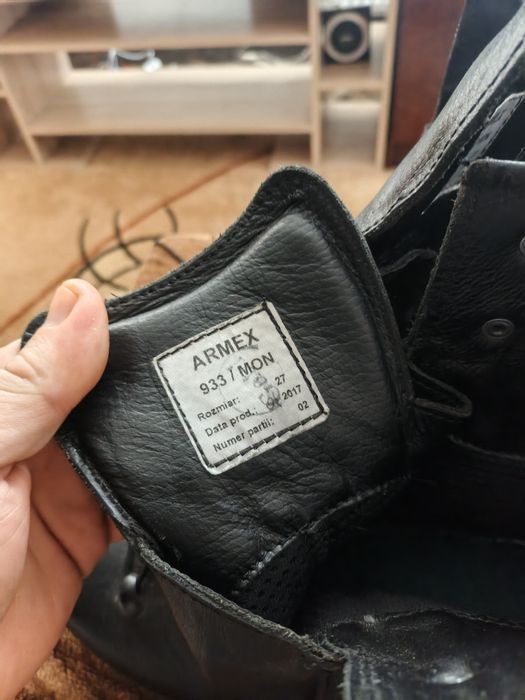 ARMEX
933 / MON
Rozmiar: 27
Data prod.: 2017
Numer partii: 02